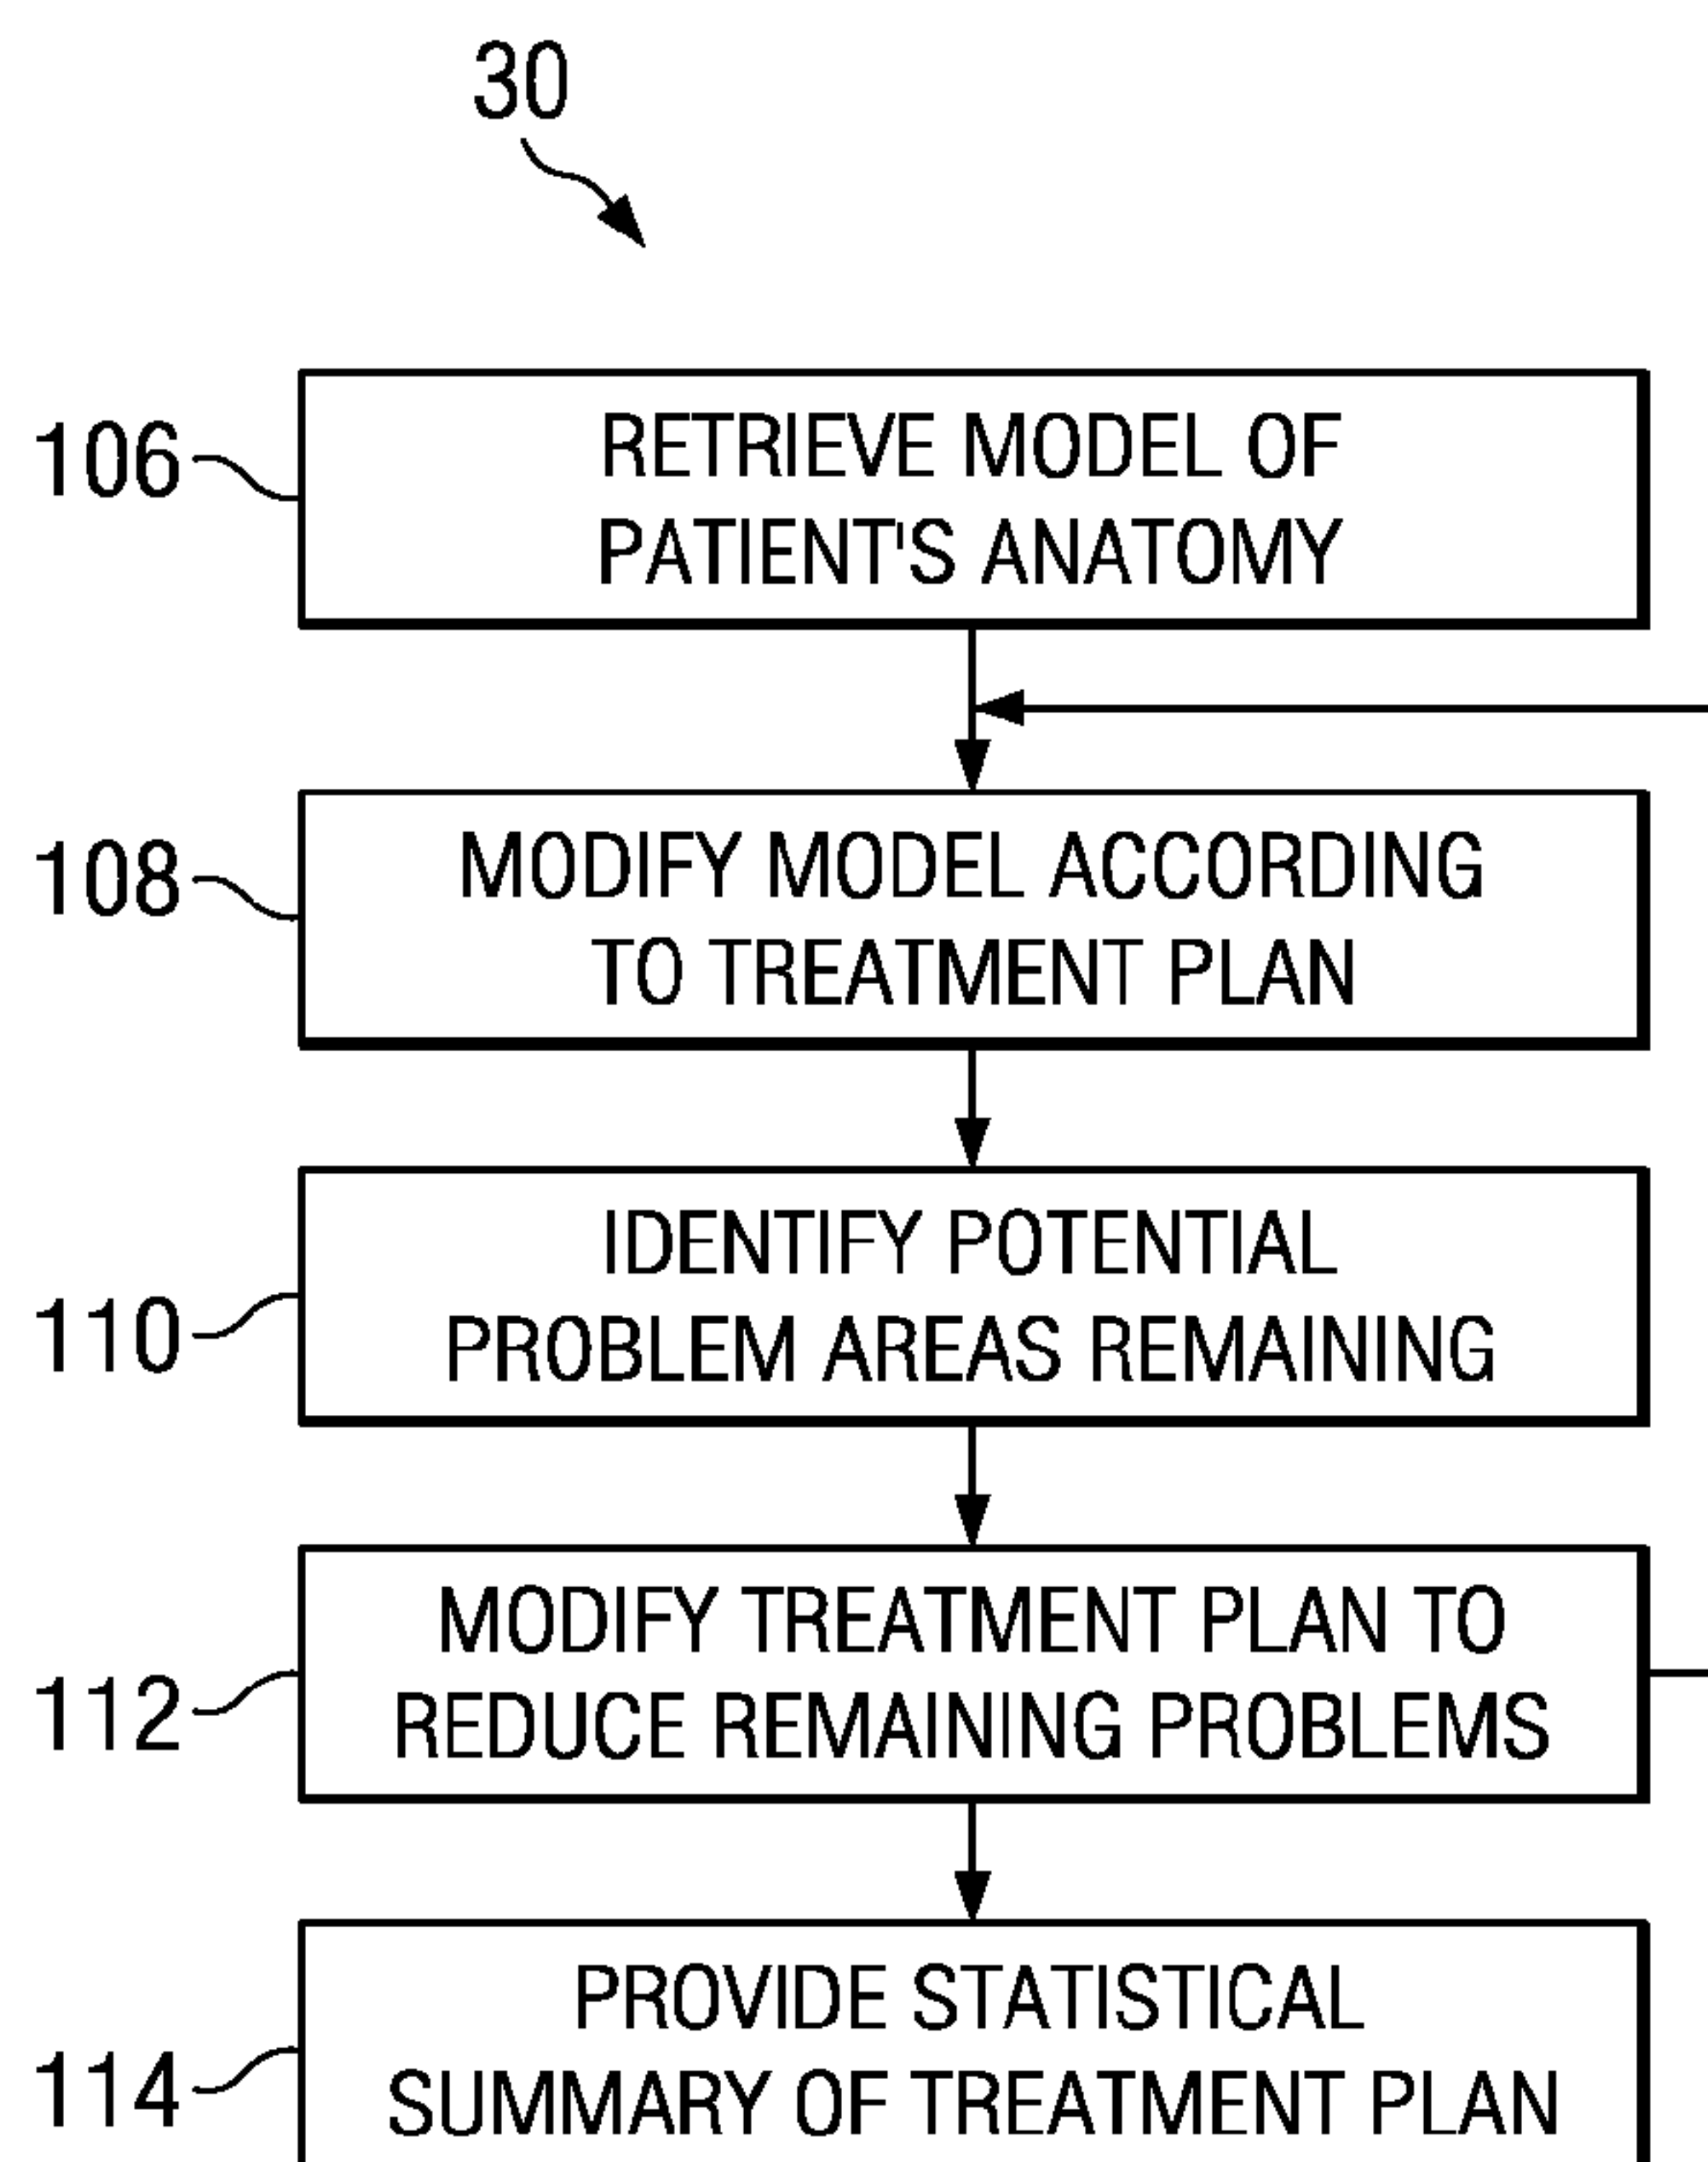 30
106
RETRIEVE MODEL OF
PATIENT'S ANATOMY
108
MODIFY MODEL ACCORDING
TO TREATMENT PLAN
110
IDENTIFY POTENTIAL
PROBLEM AREAS REMAINING
112
MODIFY TREATMENT PLAN TO
REDUCE REMAINING PROBLEMS
114
PROVIDE STATISTICAL
SUMMARY OF TREATMENT PLAN